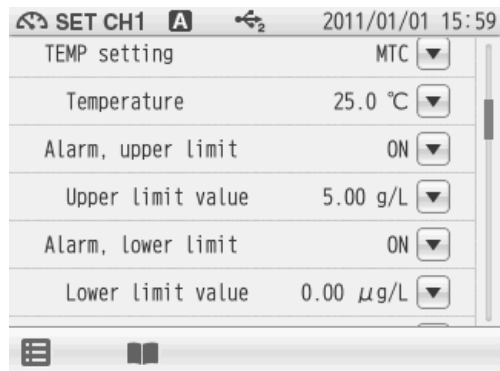 SET CH1 A 2 2011/01/01 15:59
TEMP setting MTC
Temperature 25.0 ℃
Alarm, upper limit ON
Upper limit value 5.00 g/L
Alarm, lower limit ON
Lower limit value 0.00 μg/L